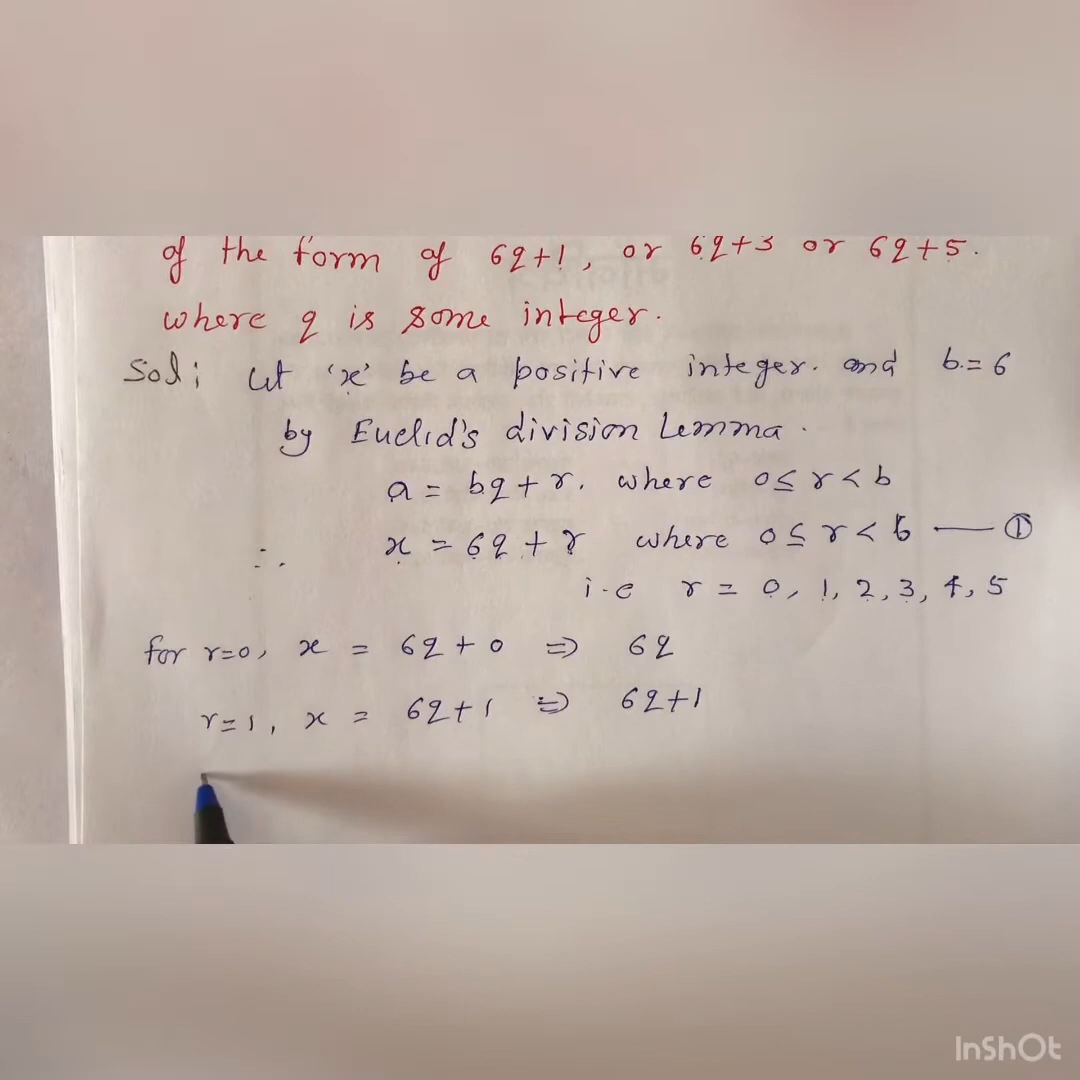 of the form of 6q+1, or 6q+3 or 6q+5.
where q is some integer.
Sol; let 'x' be a positive integer. and b=6
by Euclid's division Lemma.
a = bq + r. where 0 ≤ r < b
∴ x = 6q + r where 0 ≤ r < 6 — ①
i.e r = 0, 1, 2, 3, 4, 5
for r=0, x = 6q + 0 ⇒ 6q
r=1, x = 6q+1 ⇒ 6q+1
InShOt